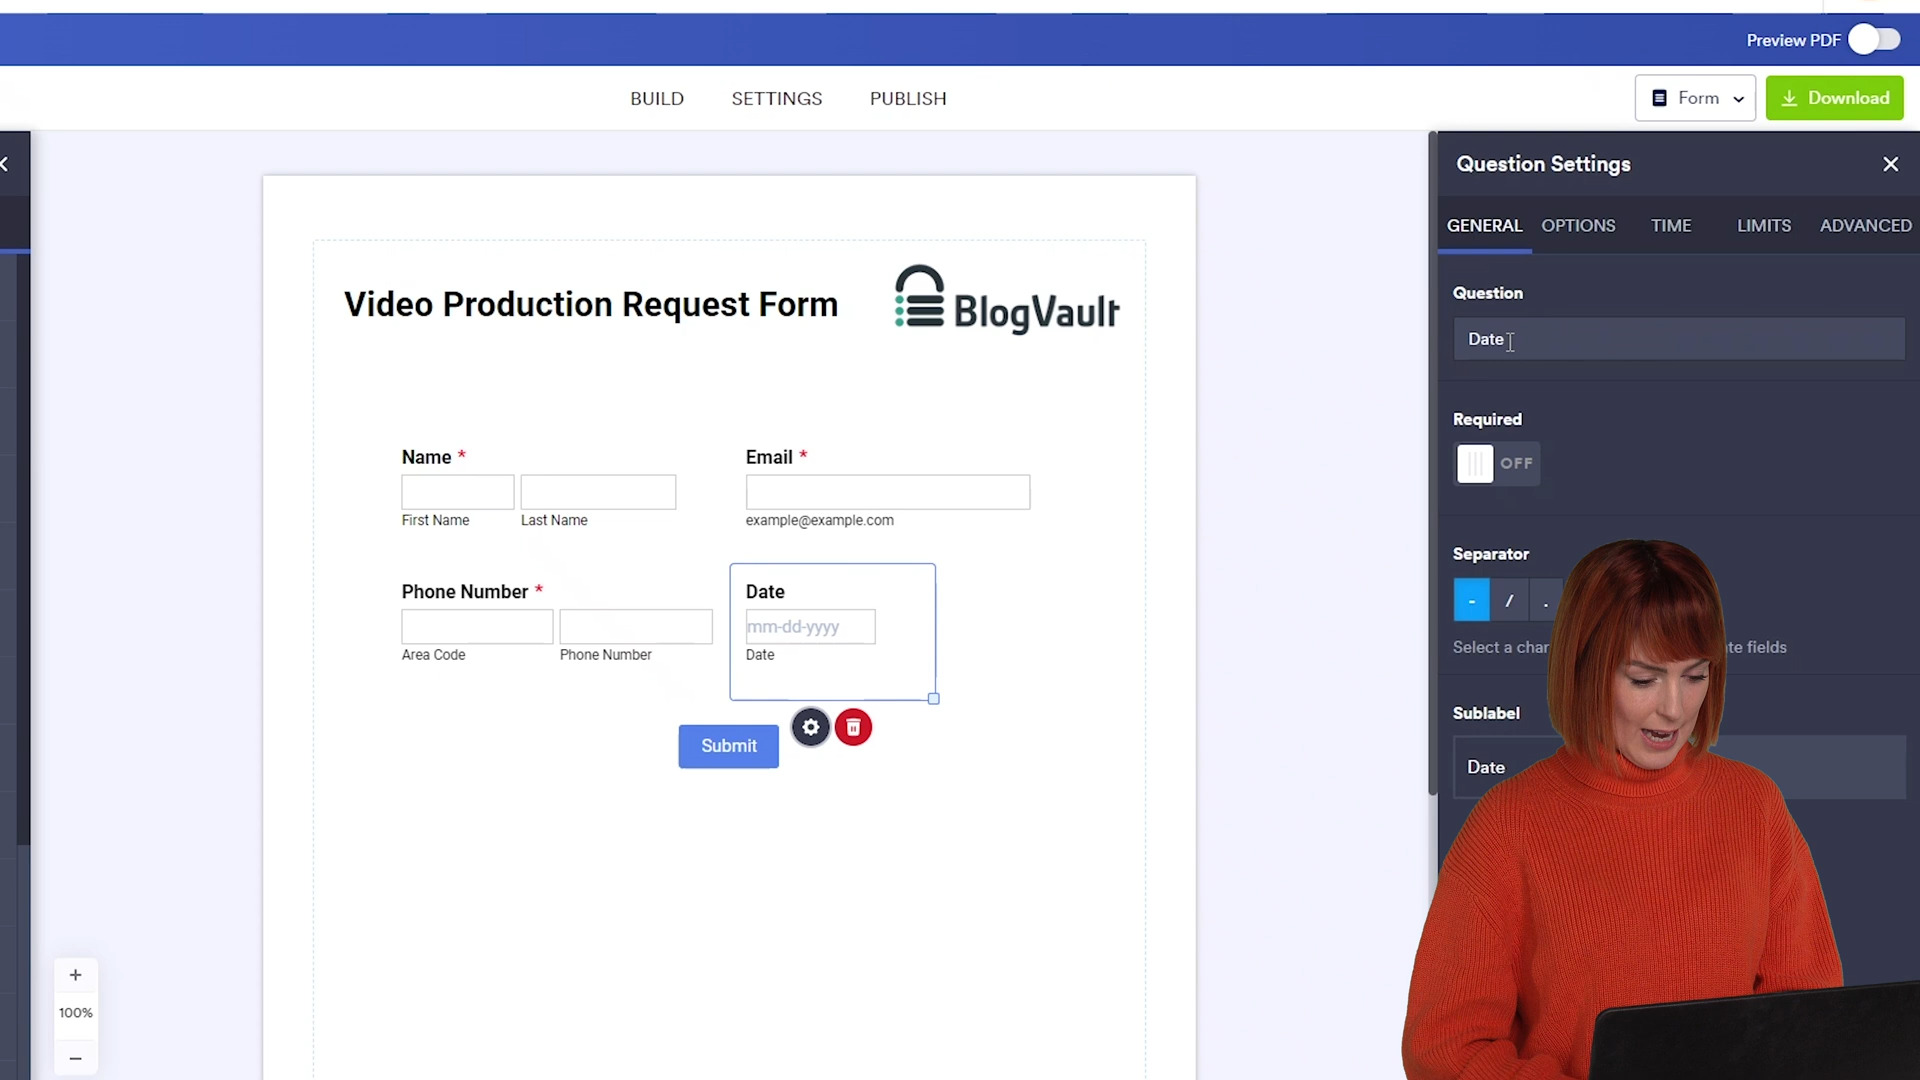 Preview PDF
BUILD
SETTINGS
PUBLISH
Form
Download
Question Settings
GENERAL
OPTIONS
TIME
LIMITS
ADVANCED
Question
Date
Required
OFF
Separator
- / .
Select a char
te fields
Sublabel
Date
Video Production Request Form
BlogVault
Name *
First Name
Last Name
Email *
example@example.com
Phone Number *
Area Code
Phone Number
Date
mm-dd-yyyy
Date
Submit
+
100%
−